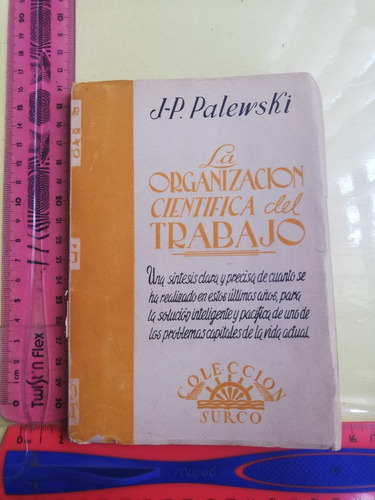 J-P. Palewski
La
ORGANIZACION
CIENTIFICA del
TRABAJO
Una síntesis clara y precisa de cuanto se
ha realizado en estos últimos años, para
la solución inteligente y pacífica de uno de
los problemas capitales de la vida actual.
COLECCION
SURCO
Twist'n Flex
Maped